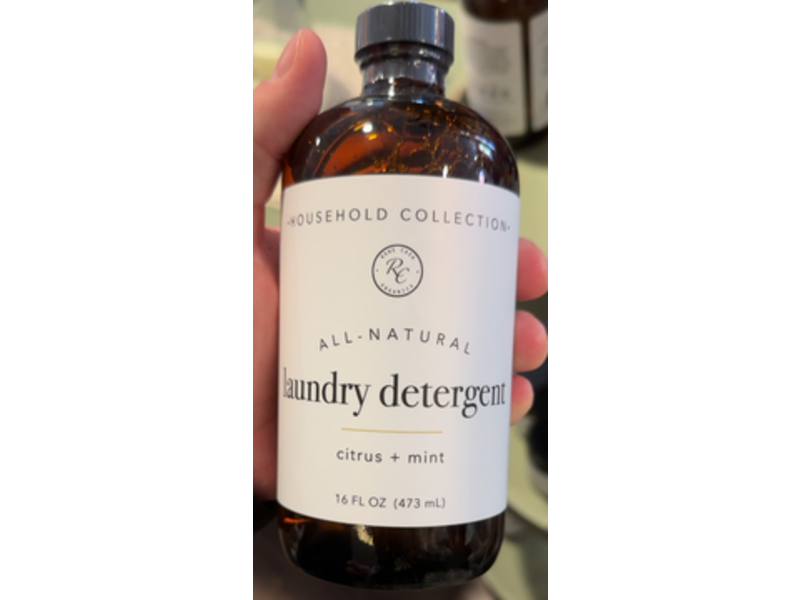 ·HOUSEHOLD COLLECTION·
RC
ALL-NATURAL
laundry detergent
citrus + mint
16 FL OZ (473 mL)